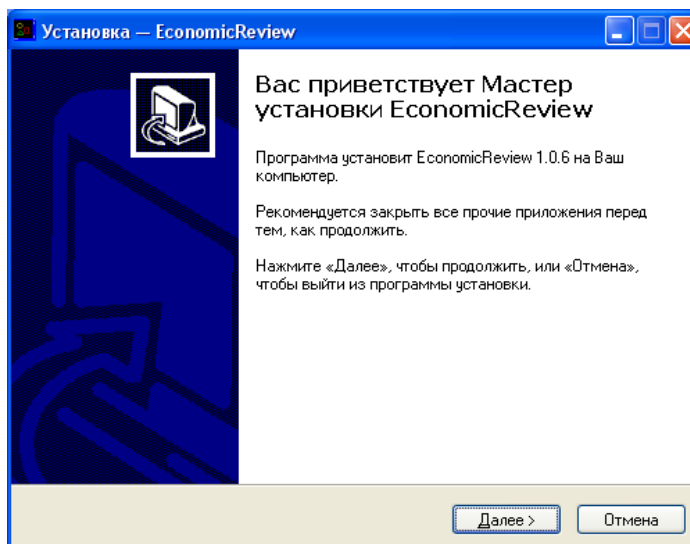 Установка — EconomicReview
Вас приветствует Мастер
установки EconomicReview
Программа установит EconomicReview 1.0.6 на Ваш
компьютер.
Рекомендуется закрыть все прочие приложения перед
тем, как продолжить.
Нажмите «Далее», чтобы продолжить, или «Отмена»,
чтобы выйти из программы установки.
Далее >
Отмена